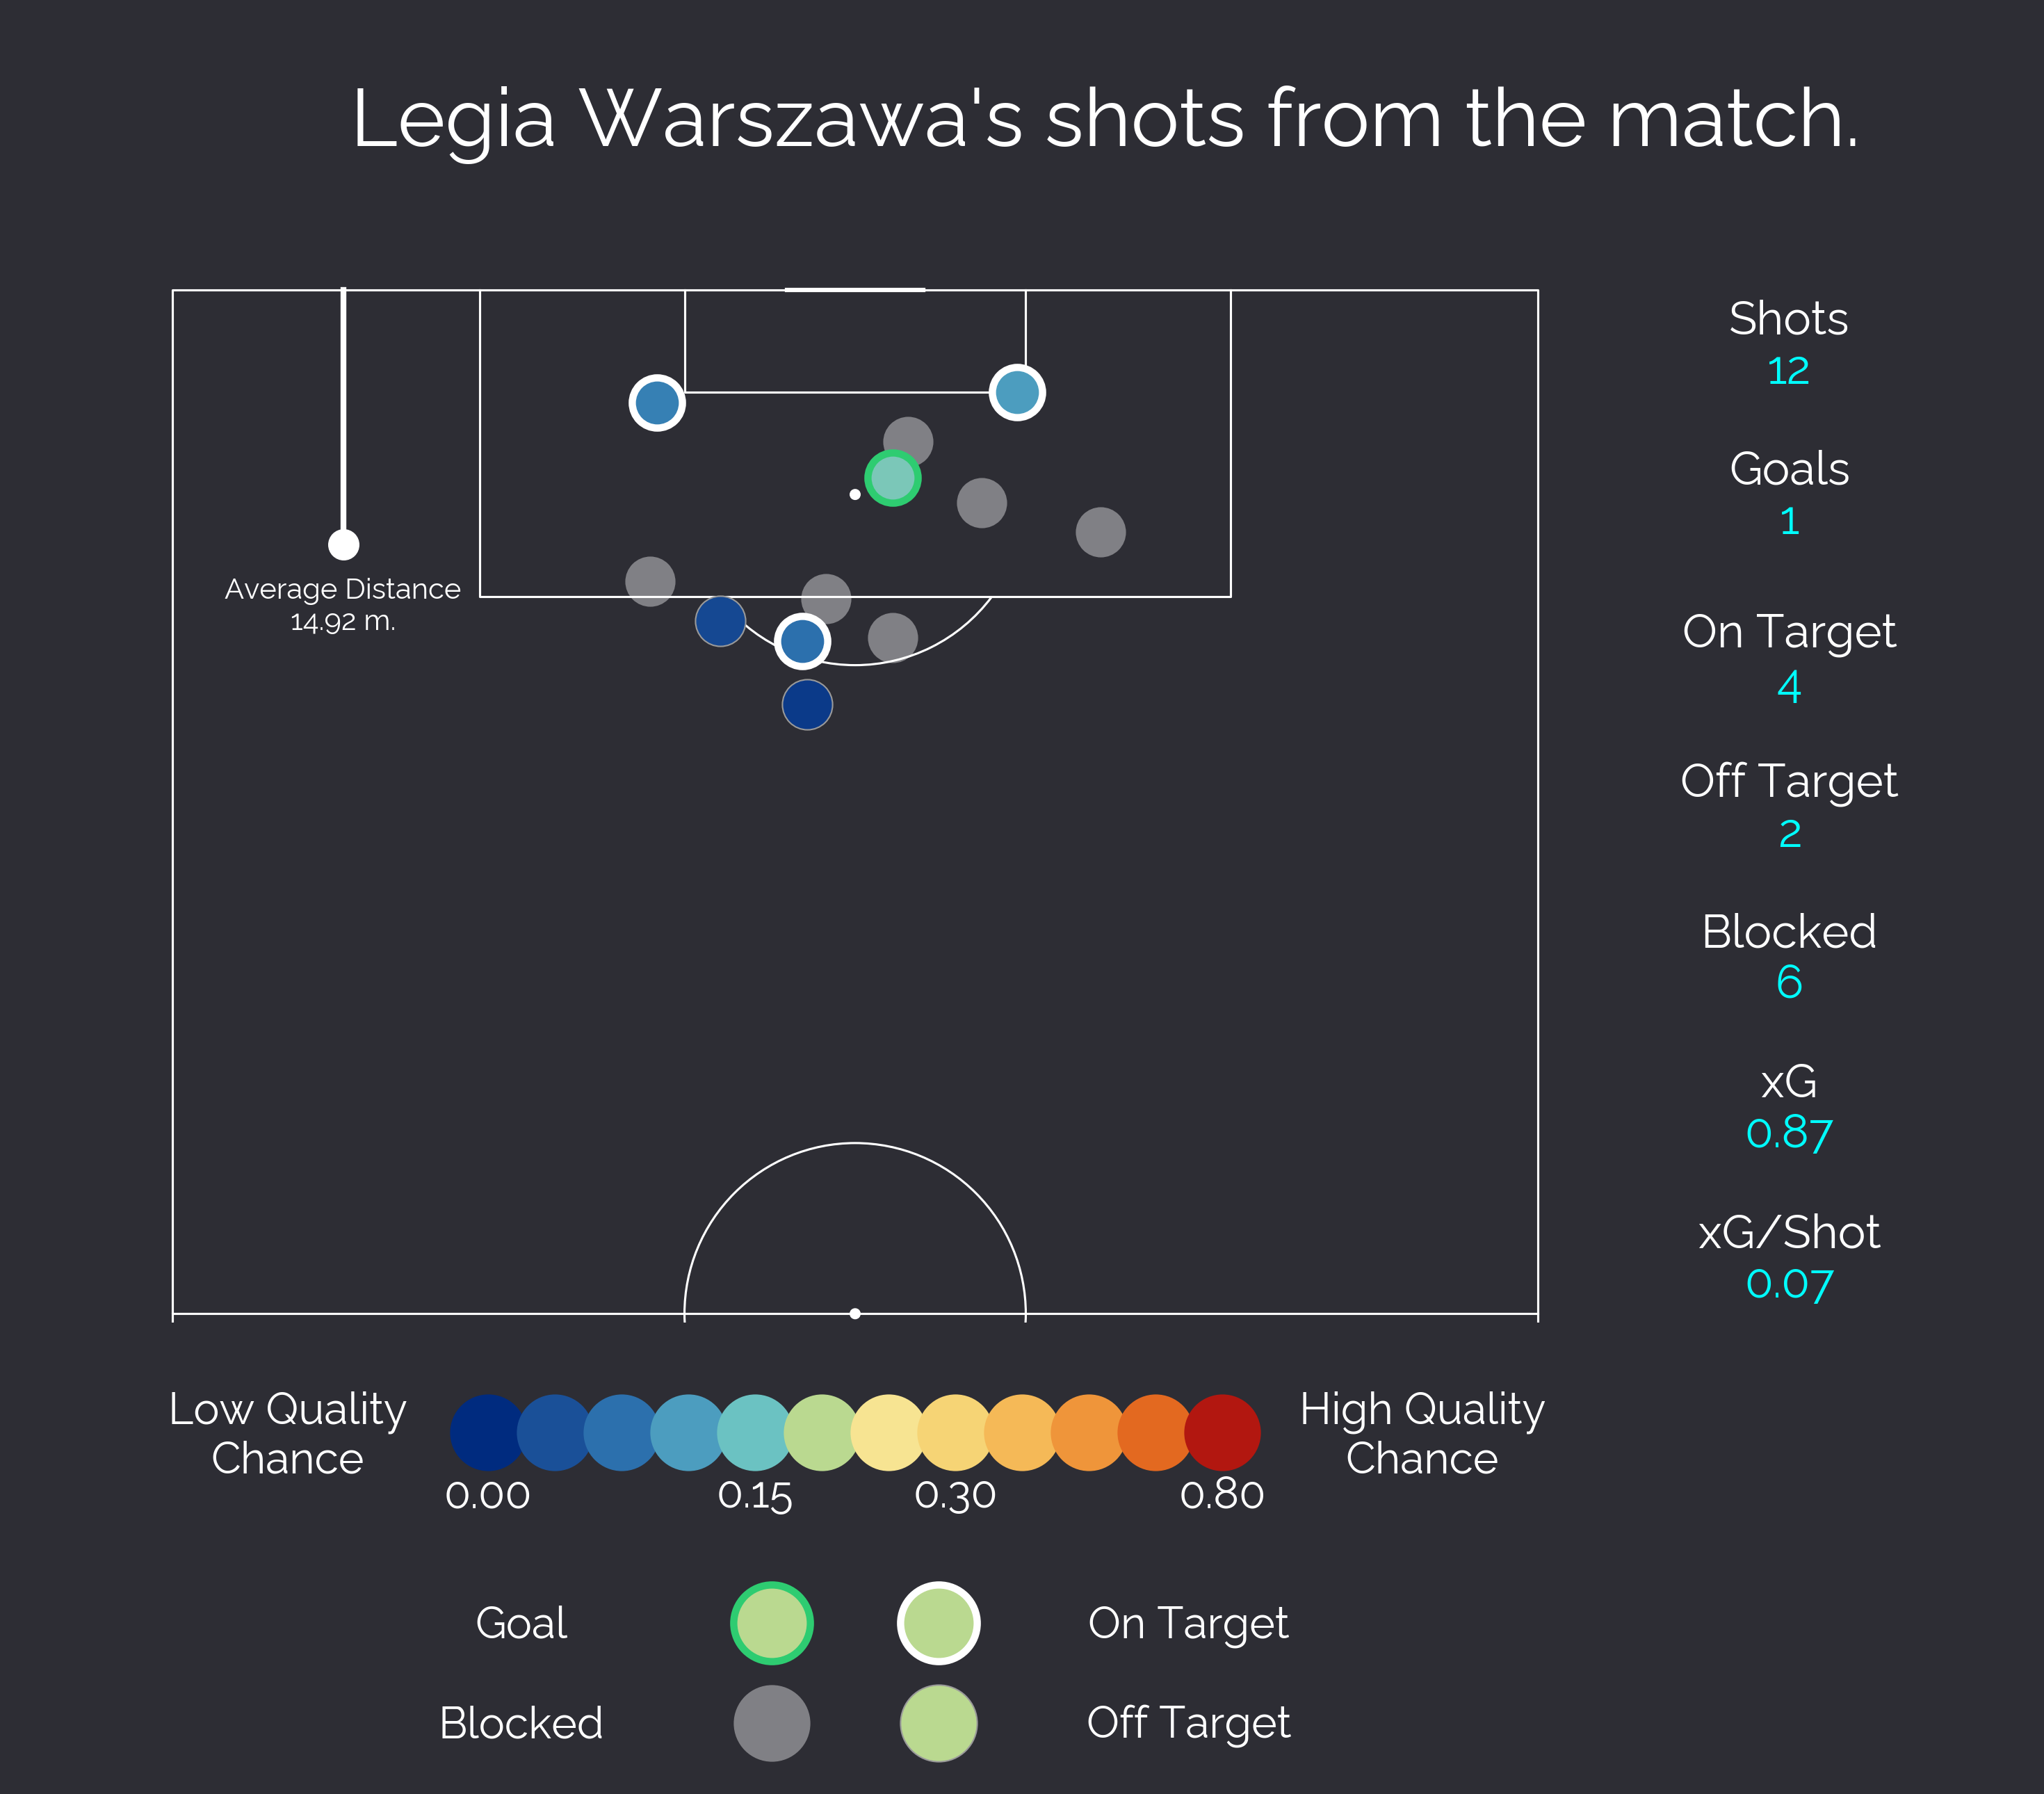 Legia Warszawa's shots from the match.
Average Distance
14.92 m.
Shots
12
Goals
1
On Target
4
Off Target
2
Blocked
6
xG
0.87
xG/Shot
0.07
Low Quality
Chance
0.00
0.15
0.30
0.80
High Quality
Chance
Goal
On Target
Blocked
Off Target